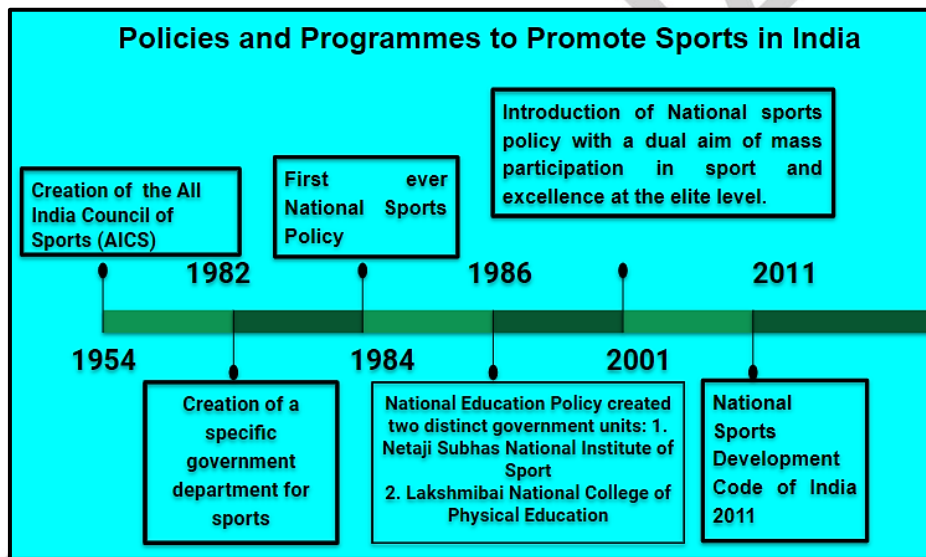 Policies and Programmes to Promote Sports in India
Introduction of National sports
policy with a dual aim of mass
participation in sport and
excellence at the elite level.
First ever
National Sports
Policy
Creation of the All
India Council of
Sports (AICS)
1982
1986
2011
1954
1984
2001
Creation of a
specific
government
department for
sports
National Education Policy created
two distinct government units: 1.
Netaji Subhas National Institute of
Sport
2. Lakshmibai National College of
Physical Education
National
Sports
Development
Code of India
2011